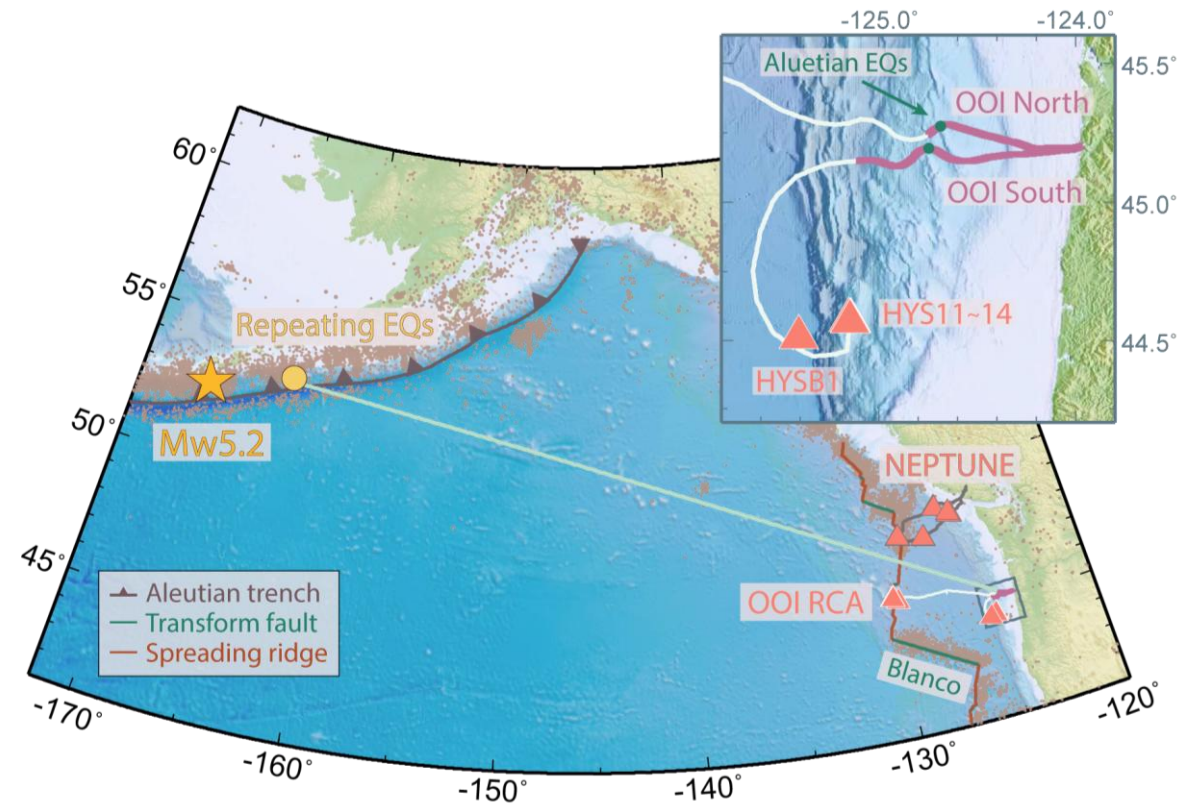 -125.0°
-124.0°
Aluetian EQs
45.5°
OOI North
60°
OOI South
45.0°
55°
Repeating EQs
HYS11~14
44.5°
HYSB1
50°
Mw5.2
NEPTUNE
45°
Aleutian trench
OOI RCA
Transform fault
Spreading ridge
Blanco
-170°
-120°
-160°
-130°
-150°
-140°